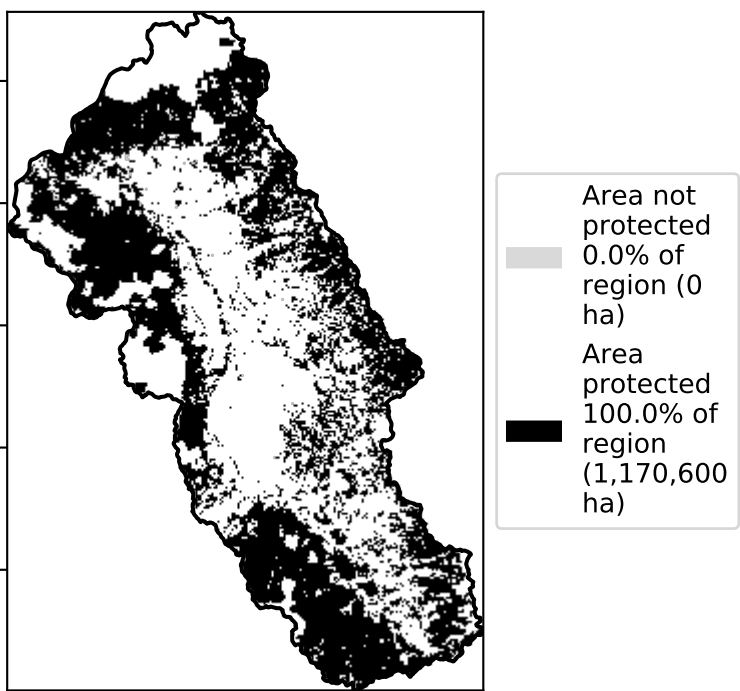 Area not
protected
0.0% of
region (0
ha)
Area
protected
100.0% of
region
(1,170,600
ha)